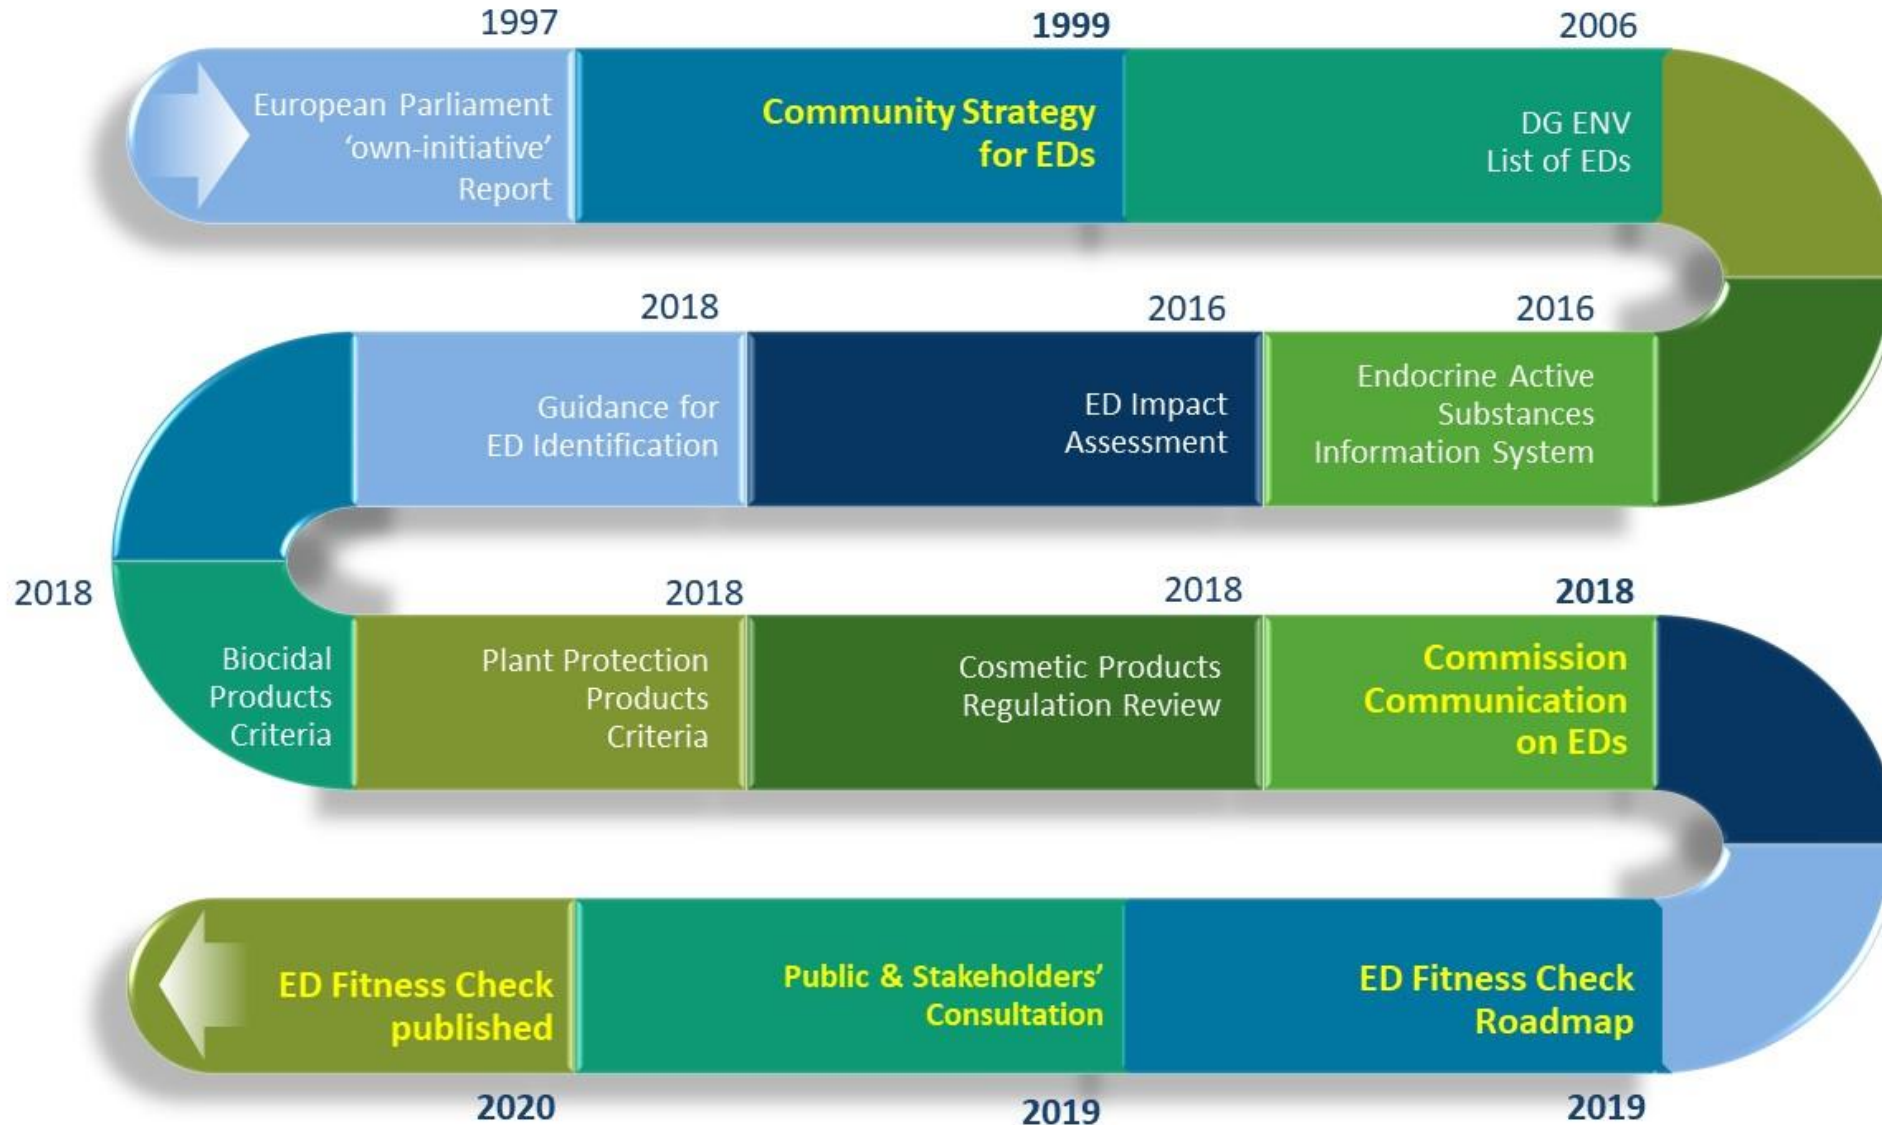 1997
European Parliament
‘own-initiative’
Report
1999
Community Strategy
for EDs
2006
DG ENV
List of EDs
2016
Endocrine Active
Substances
Information System
2016
ED Impact
Assessment
2018
Guidance for
ED Identification
2018
Biocidal
Products
Criteria
2018
Plant Protection
Products
Criteria
2018
Cosmetic Products
Regulation Review
2018
Commission
Communication
on EDs
ED Fitness Check
Roadmap
2019
Public & Stakeholders’
Consultation
2019
ED Fitness Check
published
2020